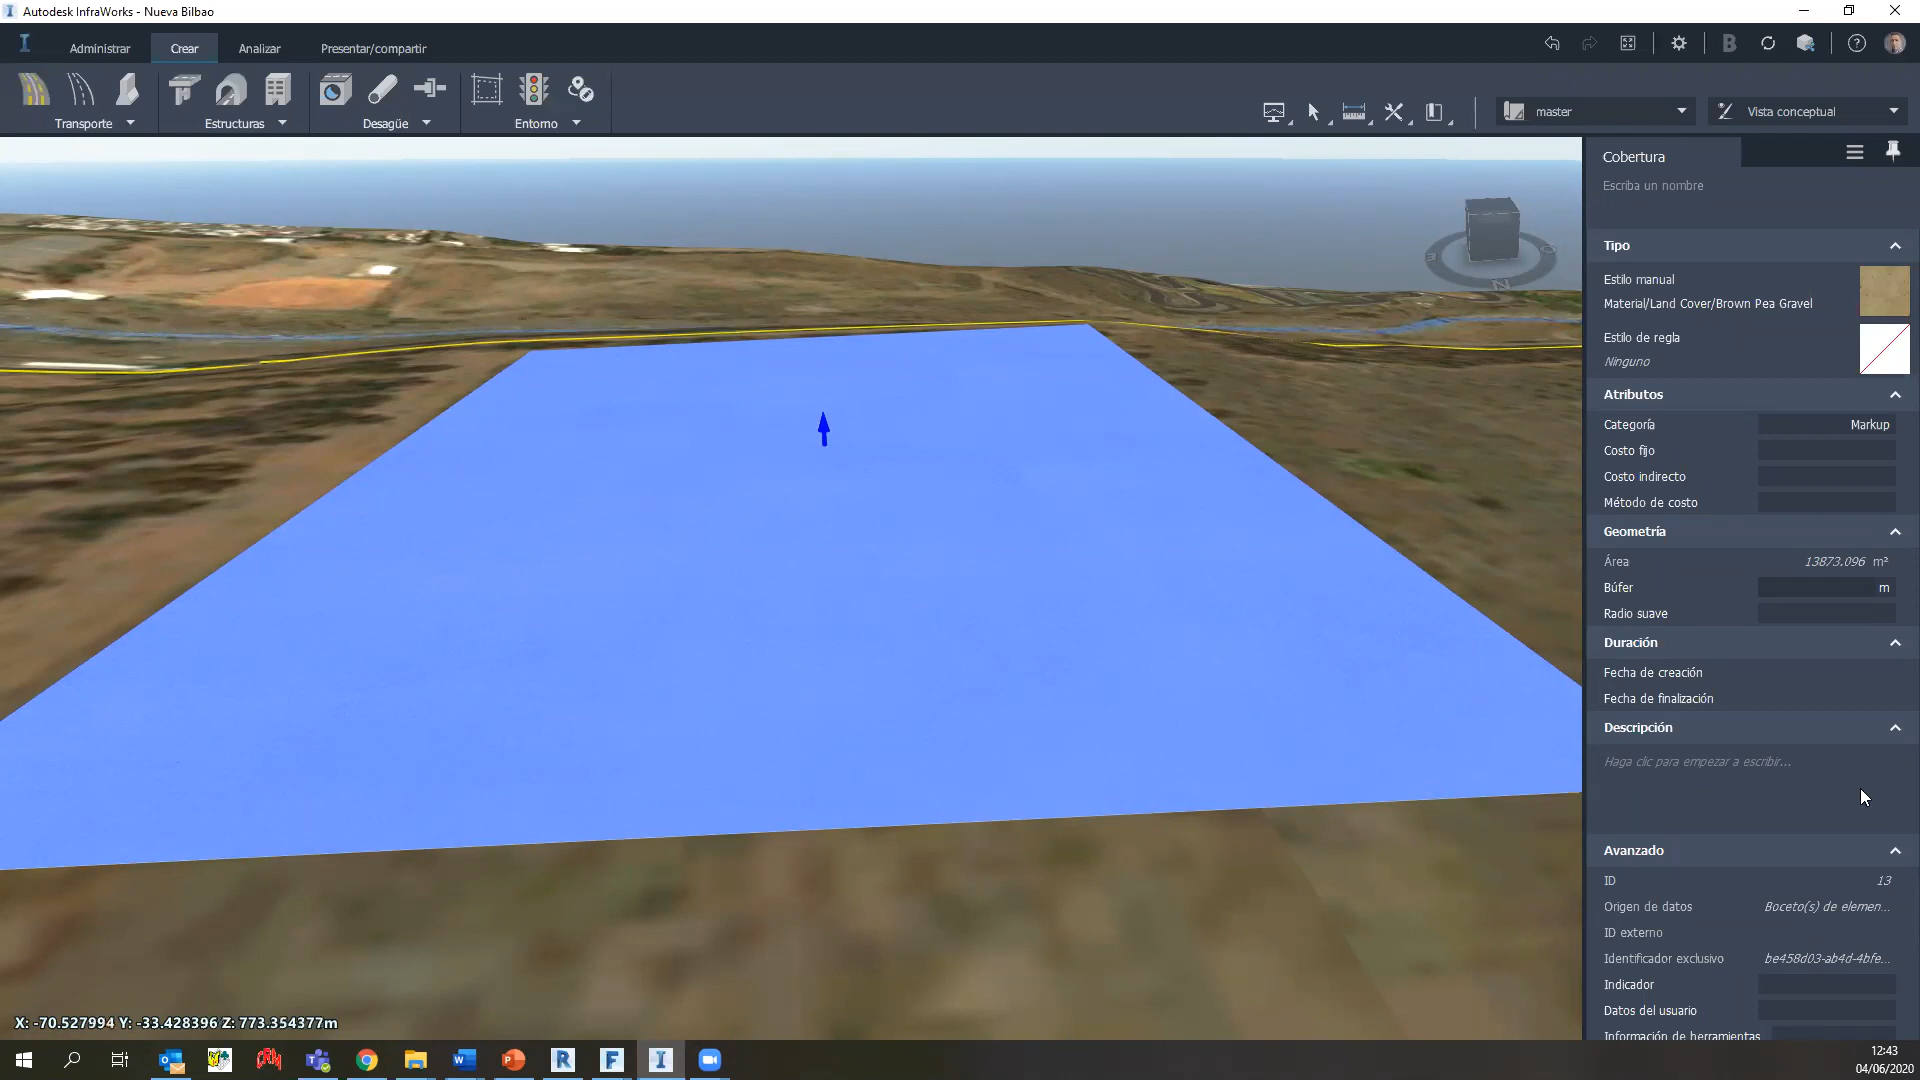 Autodesk InfraWorks - Nueva Bilbao
Administrar Crear Analizar Presentar/compartir
Transporte Estructuras Desagüe Entorno
master Vista conceptual
Cobertura
Escriba un nombre
Tipo
Estilo manual
Material/Land Cover/Brown Pea Gravel
Estilo de regla
Ninguno
Atributos
Categoría Markup
Costo fijo
Costo indirecto
Método de costo
Geometría
Área 13873.096 m²
Búfer m
Radio suave
Duración
Fecha de creación
Fecha de finalización
Descripción
Haga clic para empezar a escribir...
Avanzado
ID 13
Origen de datos Boceto(s) de elemen...
ID externo
Identificador exclusivo be458d03-ab4d-4bfe...
Indicador
Datos del usuario
Información de herramientas
X: -70.527994 Y: -33.428396 Z: 773.354377m
12:43
04/06/2020